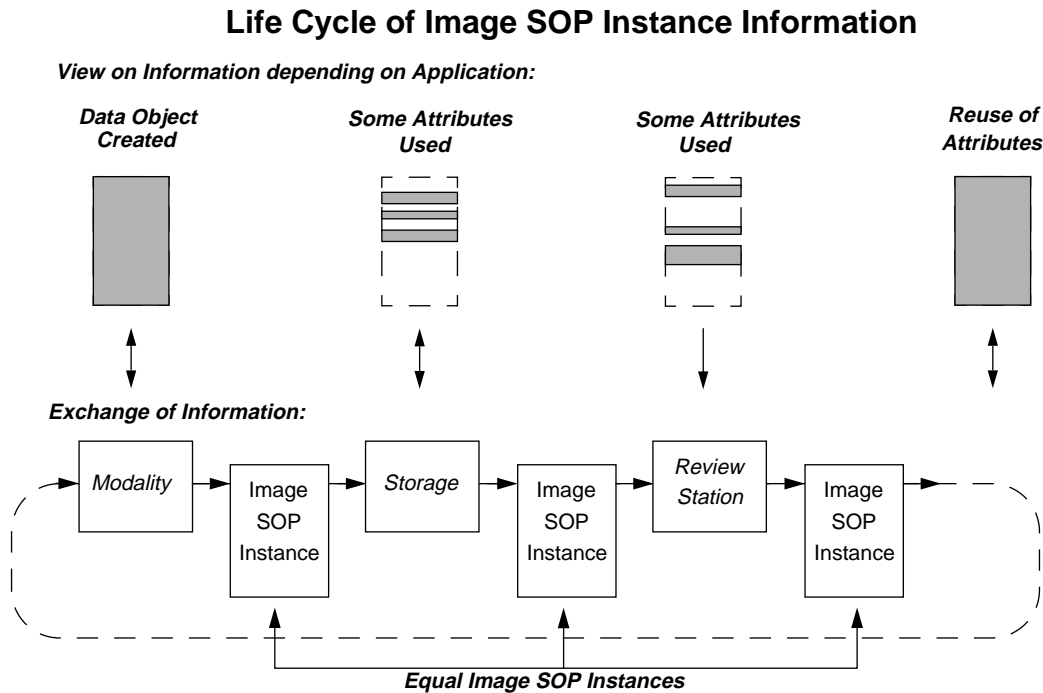 Life Cycle of Image SOP Instance Information
View on Information depending on Application:
Data Object
Created
Some Attributes
Used
Some Attributes
Used
Reuse of
Attributes
Exchange of Information:
Modality
Image
SOP
Instance
Storage
Image
SOP
Instance
Review
Station
Image
SOP
Instance
Equal Image SOP Instances